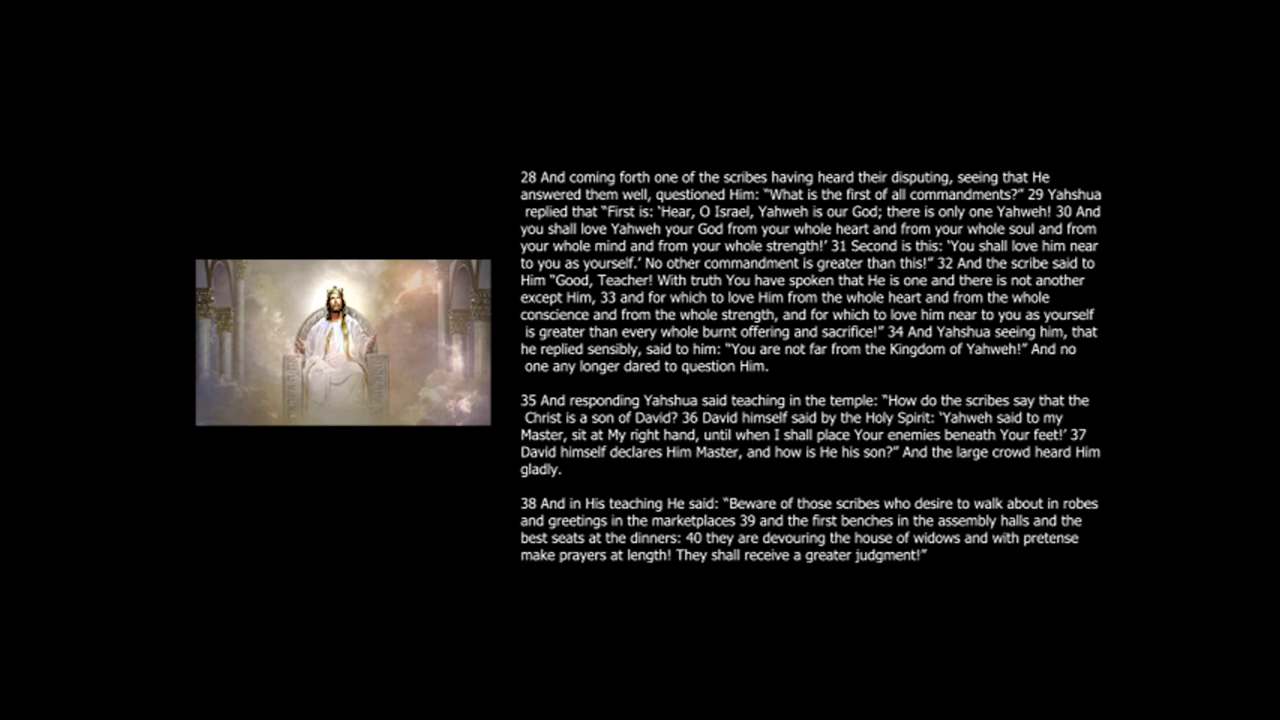 28 And coming forth one of the scribes having heard their disputing, seeing that He
answered them well, questioned Him: “What is the first of all commandments?” 29 Yahshua
replied that “First is: ‘Hear, O Israel, Yahweh is our God; there is only one Yahweh! 30 And
you shall love Yahweh your God from your whole heart and from your whole soul and from
your whole mind and from your whole strength!’ 31 Second is this: ‘You shall love him near
to you as yourself.’ No other commandment is greater than this!” 32 And the scribe said to
Him “Good, Teacher! With truth You have spoken that He is one and there is not another
except Him, 33 and for which to love Him from the whole heart and from the whole
conscience and from the whole strength, and for which to love him near to you as yourself
is greater than every whole burnt offering and sacrifice!” 34 And Yahshua seeing him, that
he replied sensibly, said to him: “You are not far from the Kingdom of Yahweh!” And no
one any longer dared to question Him.
35 And responding Yahshua said teaching in the temple: “How do the scribes say that the
Christ is a son of David? 36 David himself said by the Holy Spirit: ‘Yahweh said to my
Master, sit at My right hand, until when I shall place Your enemies beneath Your feet!’ 37
David himself declares Him Master, and how is He his son?” And the large crowd heard Him
gladly.
38 And in His teaching He said: “Beware of those scribes who desire to walk about in robes
and greetings in the marketplaces 39 and the first benches in the assembly halls and the
best seats at the dinners: 40 they are devouring the house of widows and with pretense
make prayers at length! They shall receive a greater judgment!”